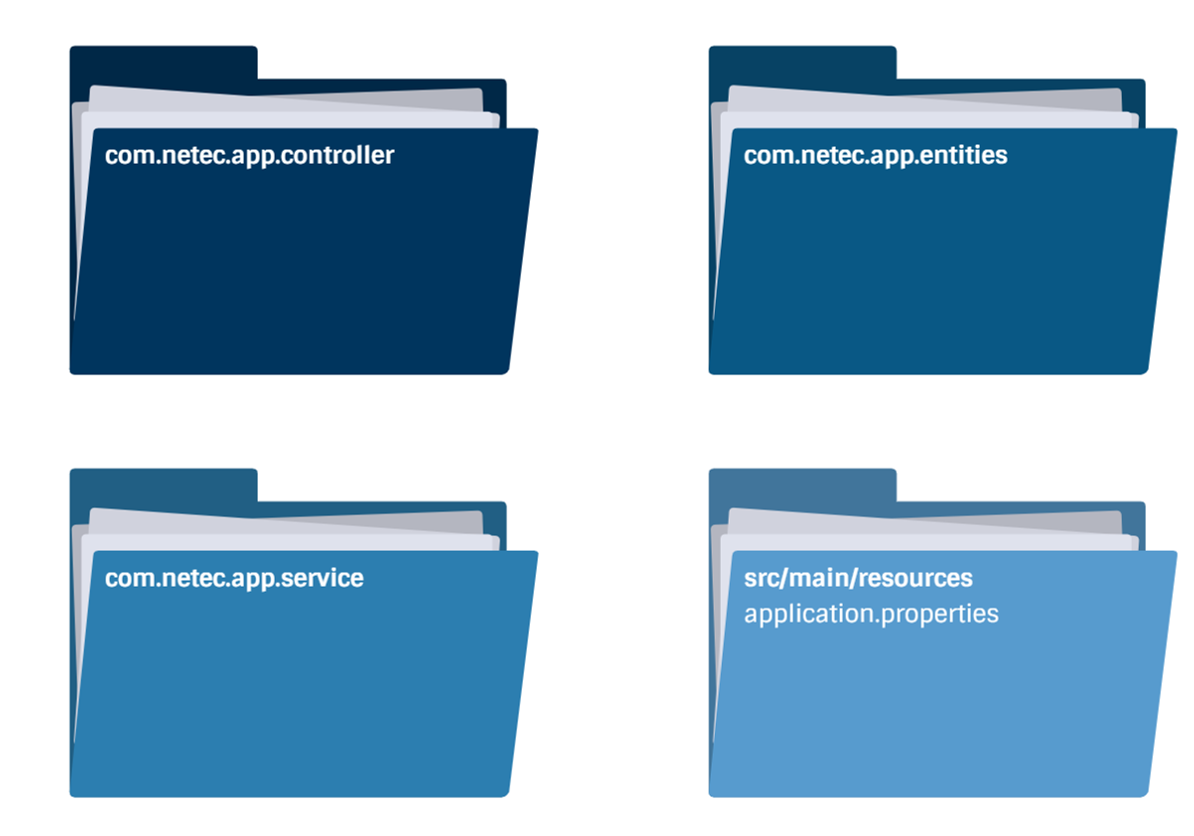 com.netec.app.controller
com.netec.app.entities
com.netec.app.service
src/main/resources
application.properties